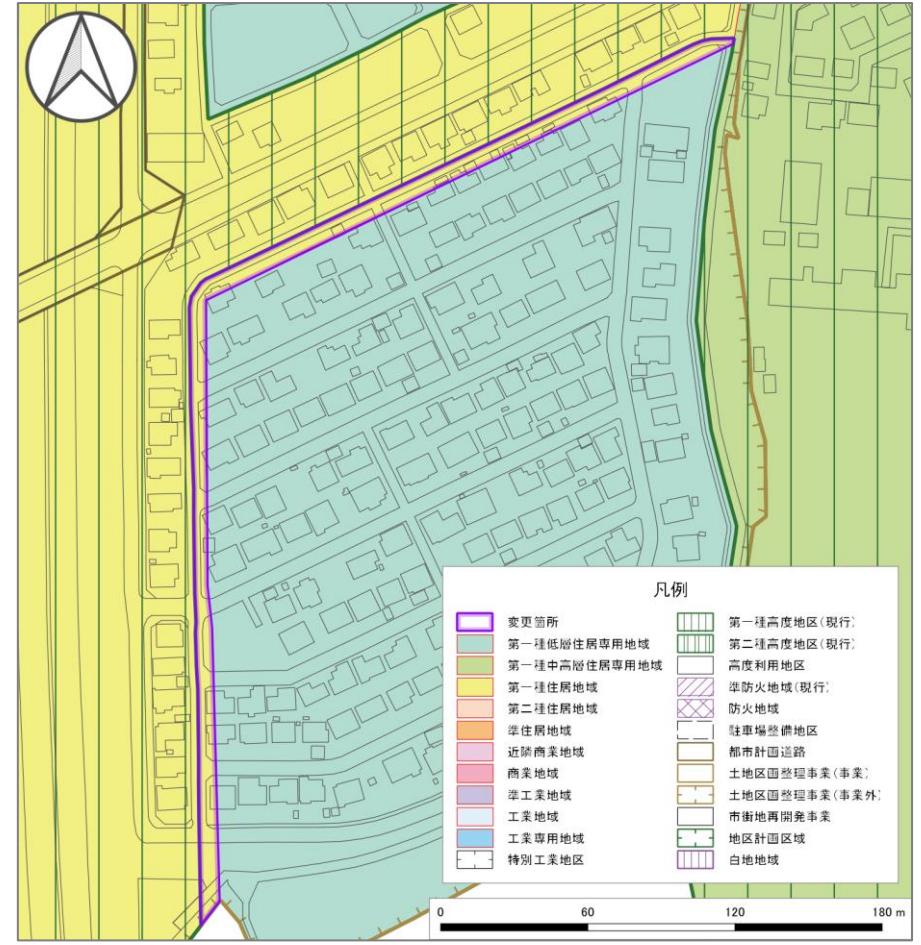 凡例
変更箇所
第一種低層住居専用地域
第一種中高層住居専用地域
第一種住居地域
第二種住居地域
準住居地域
近隣商業地域
商業地域
準工業地域
工業地域
工業専用地域
特別工業地区
第一種高度地区(現行)
第二種高度地区(現行)
高度利用地区
準防火地域(現行)
防火地域
駐車場整備地区
都市計画道路
土地区画整理事業(事業)
土地区画整理事業(事業外)
市街地再開発事業
地区計画区域
白地地域
0 60 120 180 m